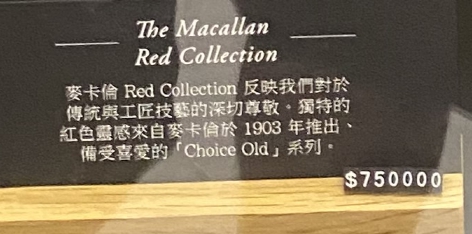 The Macallan
Red Collection
麥卡倫 Red Collection 反映我們對於
傳統與工匠技藝的深切尊敬。獨特的
紅色靈感來自麥卡倫於 1903 年推出、
備受喜愛的「Choice Old」系列。
$750000